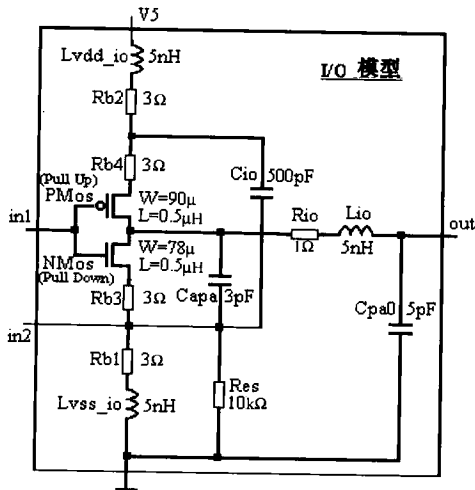 V5
Lvdd_io 5nH
I/O 模型
Rb2 3Ω
Rb4 3Ω
Cio 500pF
(Pull Up)
PMos
W=90μ
L=0.5μH
in1
Rio
1Ω
Lio
5nH
out
W=78μ
L=0.5μH
NMos
(Pull Down)
Capa 3pF
Rb3 3Ω
Cpa0 5pF
in2
Rb1 3Ω
Res
10kΩ
Lvss_io 5nH